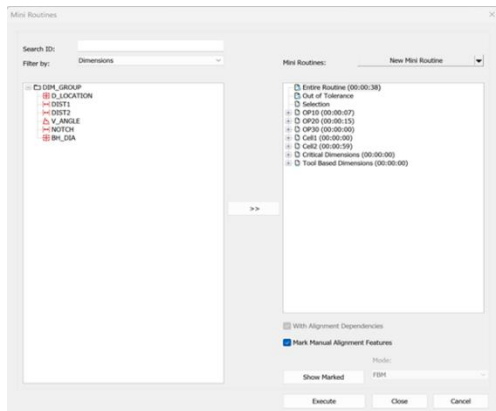 Mini Routines
Search ID:
Filter by: Dimensions
DIM_GROUP
D_LOCATION
DIST1
DIST2
V_ANGLE
NOTCH
BH_DIA
>>
Mini Routines: New Mini Routine
Entire Routine (00:00:38)
Out of Tolerance
Selection
OP10 (00:00:07)
OP20 (00:00:15)
OP30 (00:00:00)
Cell1 (00:00:00)
Cell2 (00:00:59)
Critical Dimensions (00:00:00)
Tool Based Dimensions (00:00:00)
With Alignment Dependencies
Mark Manual Alignment Features
Mode:
Show Marked FBM
Execute Close Cancel